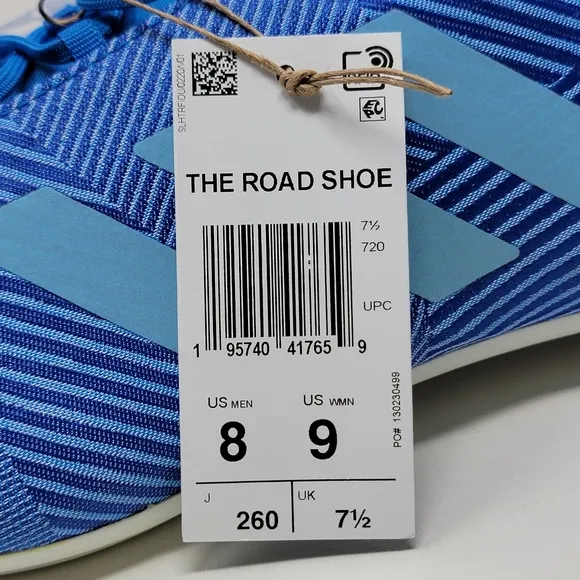 SLHTRFIDU0220V01
THE ROAD SHOE
7½
720
UPC
1 95740 41765 9
PO# 130230499
US MEN US WMN
8 9
J UK
260 7½